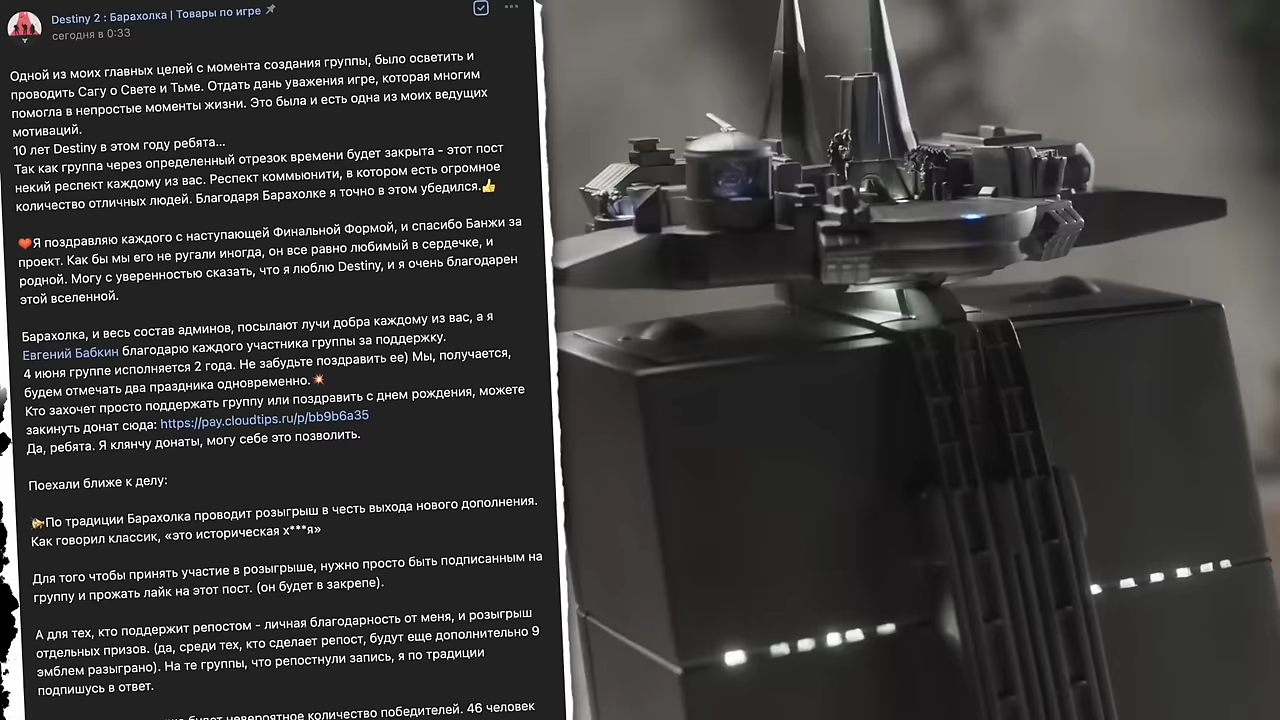 Destiny 2 : Барахолка | Товары по игре
сегодня в 0:33
Одной из моих главных целей с момента создания группы, было осветить и
проводить Сагу о Свете и Тьме. Отдать дань уважения игре, которая многим
помогла в непростые моменты жизни. Это была и есть одна из моих ведущих
мотиваций.
10 лет Destiny в этом году ребята...
Так как группа через определенный отрезок времени будет закрыта - этот пост
некий респект каждому из вас. Респект коммьюнити, в котором есть огромное
количество отличных людей. Благодаря Барахолке я точно в этом убедился.👍
❤️Я поздравляю каждого с наступающей Финальной Формой, и спасибо Банжи за
проект. Как бы мы его не ругали иногда, он все равно любимый в сердечке, и
родной. Могу с уверенностью сказать, что я люблю Destiny, и я очень благодарен
этой вселенной.
Барахолка, и весь состав админов, посылают лучи добра каждому из вас, а я
Евгений Бабкин благодарю каждого участника группы за поддержку.
4 июня группе исполняется 2 года. Не забудьте поздравить ее) Мы, получается,
будем отмечать два праздника одновременно.💥
Кто захочет просто поддержать группу или поздравить с днем рождения, можете
закинуть донат сюда: https://pay.cloudtips.ru/p/bb9b6a35
Да, ребята. Я клянчу донаты, могу себе это позволить.
Поехали ближе к делу:
📣По традиции Барахолка проводит розыгрыш в честь выхода нового дополнения.
Как говорил классик, «это историческая х***я»
Для того чтобы принять участие в розыгрыше, нужно просто быть подписанным на
группу и прожать лайк на этот пост. (он будет в закрепе).
А для тех, кто поддержит репостом - личная благодарность от меня, и розыгрыш
отдельных призов. (да, среди тех, кто сделает репост, будут еще дополнительно 9
эмблем разыграно). На те группы, что репостнули запись, я по традиции
подпишусь в ответ.
будет невероятное количество победителей. 46 человек